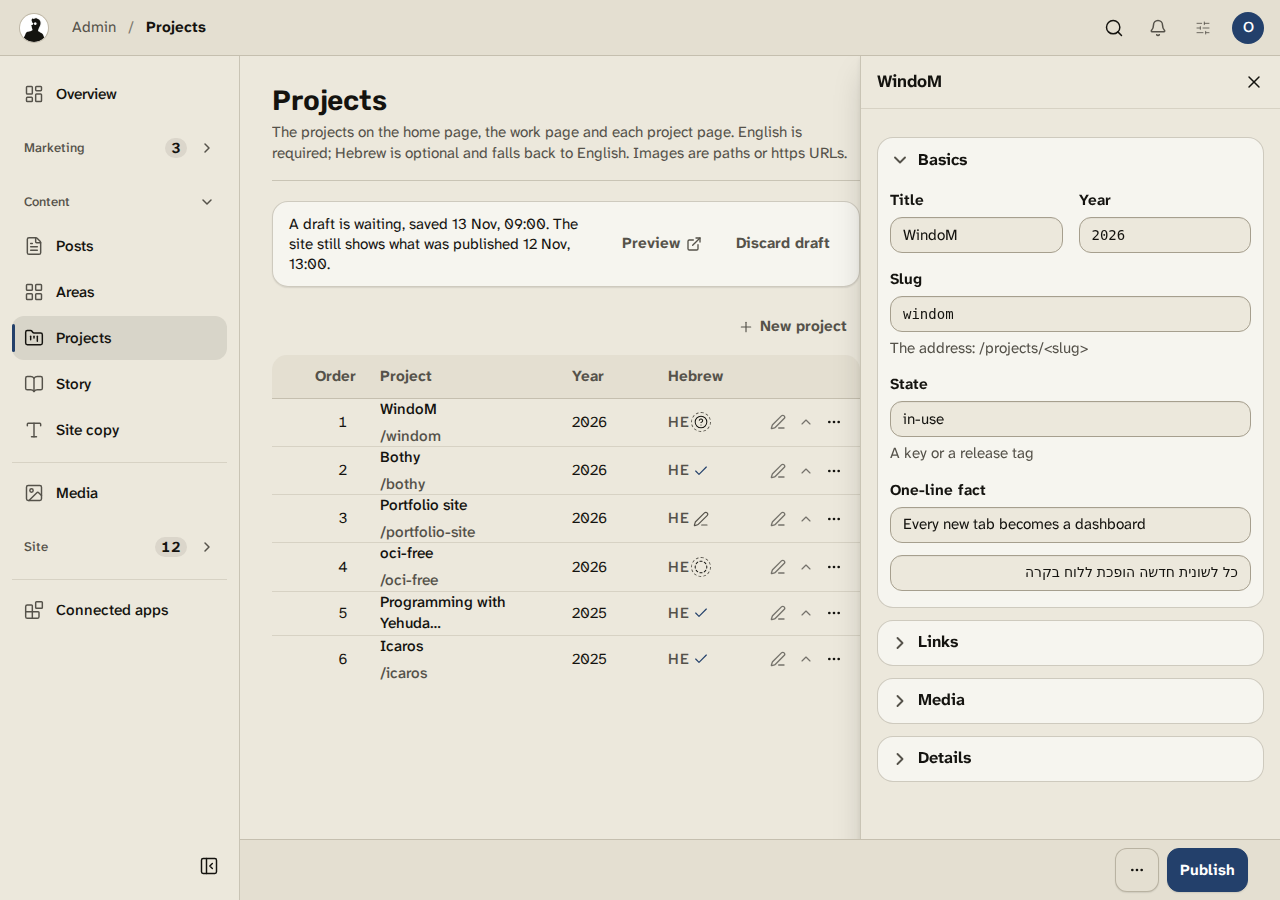 Admin / Projects
O
Overview
Marketing 3
Content
Posts
Areas
Projects
Story
Site copy
Media
Site 12
Connected apps
Projects
The projects on the home page, the work page and each project page. English is
required; Hebrew is optional and falls back to English. Images are paths or https URLs.
A draft is waiting, saved 13 Nov, 09:00. The
site still shows what was published 12 Nov,
13:00.
Preview
Discard draft
New project
Order Project Year Hebrew
1 WindoM 2026 HE
/windom
2 Bothy 2026 HE
/bothy
3 Portfolio site 2026 HE
/portfolio-site
4 oci-free 2026 HE
/oci-free
5 Programming with 2025 HE
Yehuda...
6 Icaros 2025 HE
/icaros
WindoM
Basics
Title Year
WindoM 2026
Slug
windom
The address: /projects/<slug>
State
in-use
A key or a release tag
One-line fact
Every new tab becomes a dashboard
כל לשונית חדשה הופכת ללוח בקרה
Links
Media
Details
Publish